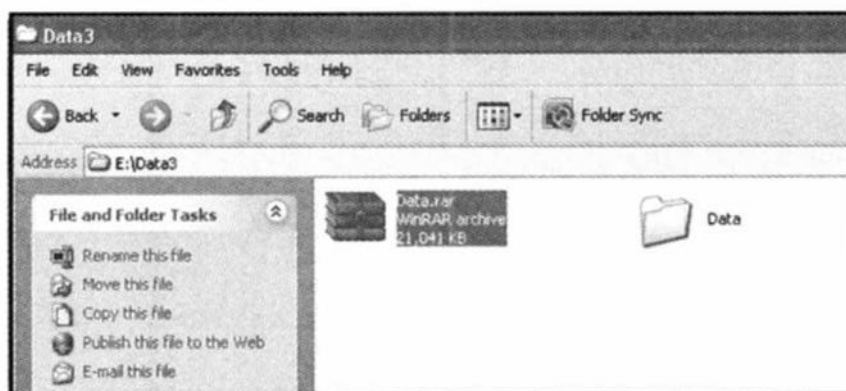 Data3
File Edit View Favorites Tools Help
Back Search Folders Folder Sync
Address E:\Data3
File and Folder Tasks
Rename this file
Move this file
Copy this file
Publish this file to the Web
E-mail this file
Data.rar
WinRAR archive
21,041 KB
Data